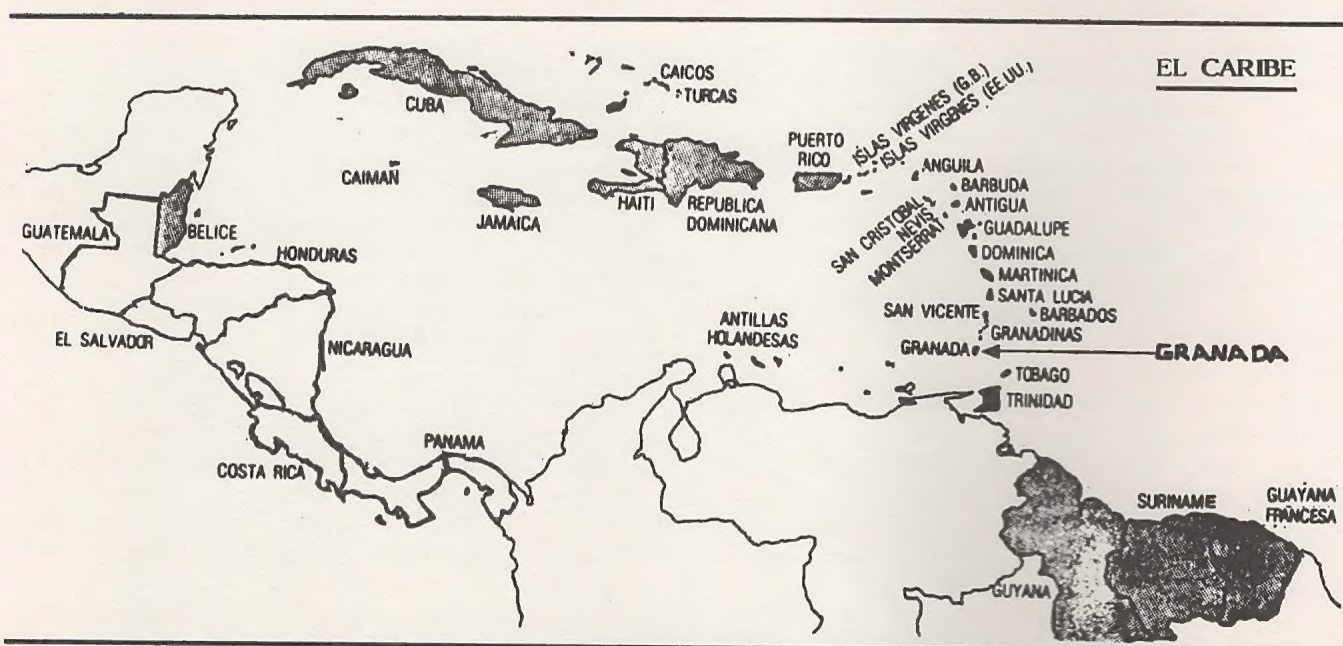 EL CARIBE
CAICOS
TURCAS
CUBA
ISLAS VIRGENES (G.B.)
ISLAS VIRGENES (EE.UU.)
PUERTO
RICO
ANGUILA
CAIMAN
BARBUDA
HAITI
REPUBLICA
DOMINICANA
ANTIGUA
JAMAICA
SAN CRISTOBAL
NEVIS
MONTSERRAT
GUADALUPE
GUATEMALA
BELICE
HONDURAS
DOMINICA
MARTINICA
SANTA LUCIA
SAN VICENTE
BARBADOS
ANTILLAS
HOLANDESAS
GRANADINAS
EL SALVADOR
NICARAGUA
GRANADA
GRANADA
TOBAGO
TRINIDAD
PANAMA
COSTA RICA
SURINAME
GUAYANA
FRANCESA
GUYANA